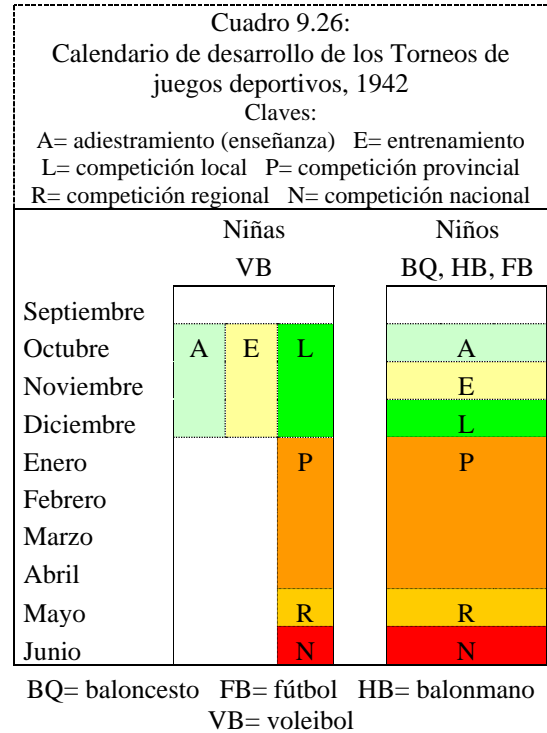 Cuadro 9.26:
Calendario de desarrollo de los Torneos de
juegos deportivos, 1942
Claves:
A= adiestramiento (enseñanza) E= entrenamiento
L= competición local P= competición provincial
R= competición regional N= competición nacional
Niñas Niños
VB BQ, HB, FB
Septiembre
Octubre A E L A
Noviembre E
Diciembre L
Enero P P
Febrero
Marzo
Abril
Mayo R R
Junio N N
BQ= baloncesto FB= fútbol HB= balonmano
VB= voleibol